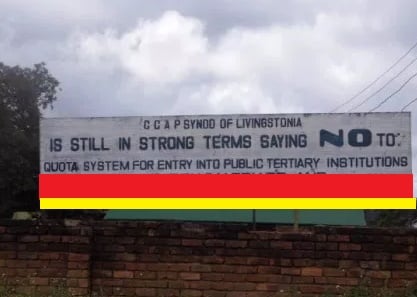 C C A P SYNOD OF LIVINGSTONIA
IS STILL IN STRONG TERMS SAYING NO TO:
QUOTA SYSTEM FOR ENTRY INTO PUBLIC TERTIARY INSTITUTIONS